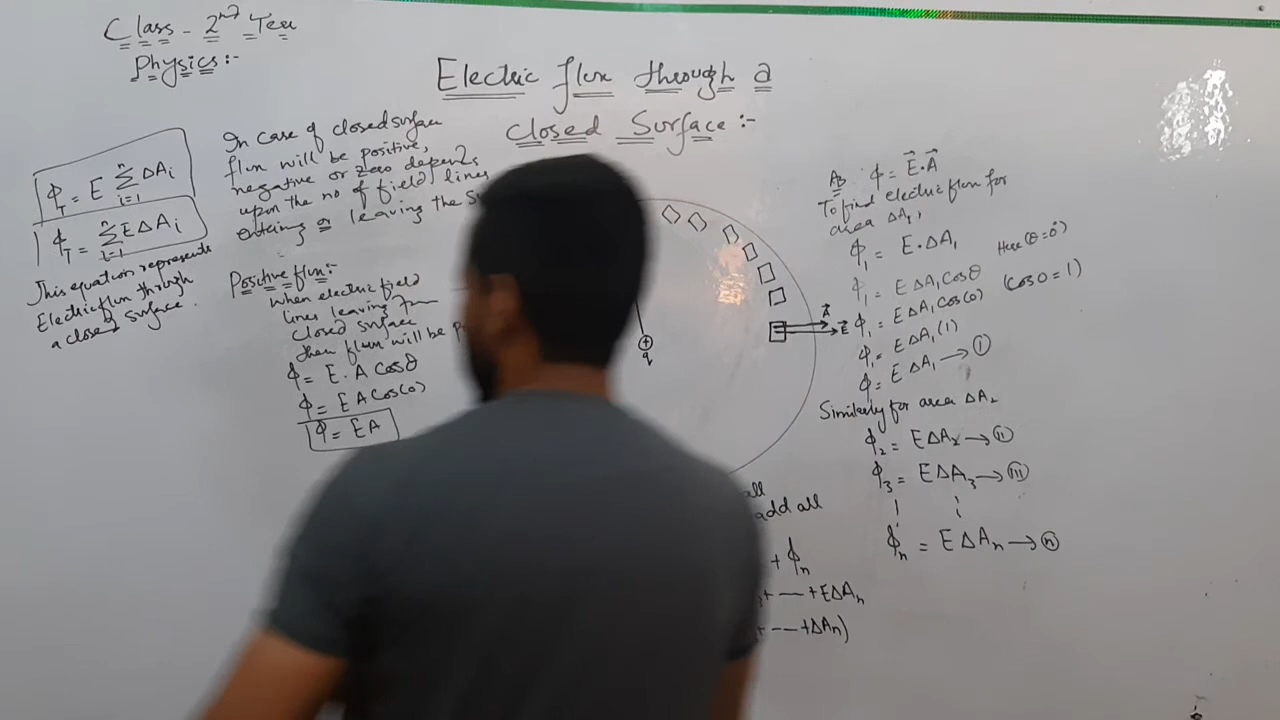 Class - 2nd Year
Physics:-
Electric flux through a
closed Surface:-
ϕT = E Σ(i=1 to n) ΔAi
ϕT = Σ(i=1 to n) EΔAi
This equation represents
Electric flux through
a closed surface.
In case of closed surface
flux will be positive,
negative or zero depends
upon the no of field lines
entering or leaving the
Positive flux:-
When electric field
lines leaving from
closed surface
then flux will be
ϕ = E.A Cosθ
ϕ = EA Cos(0)
ϕ = EA
q
A⃗
E⃗
As ϕ = E⃗.A⃗
To find electric flux for
area ΔA1,
ϕ1 = E.ΔA1
ϕ1 = EΔA1 Cosθ Here (θ=0°)
ϕ1 = EΔA1 Cos(0) (Cos0 = 1)
ϕ1 = EΔA1(1)
ϕ1 = EΔA1 → (I)
Similarly for area ΔA2
ϕ2 = EΔA2 → (II)
ϕ3 = EΔA3 → (III)
ϕn = EΔAn → (n)
all
add all
+ ϕn
+ --- + EΔAn
+ --- + ΔAn)